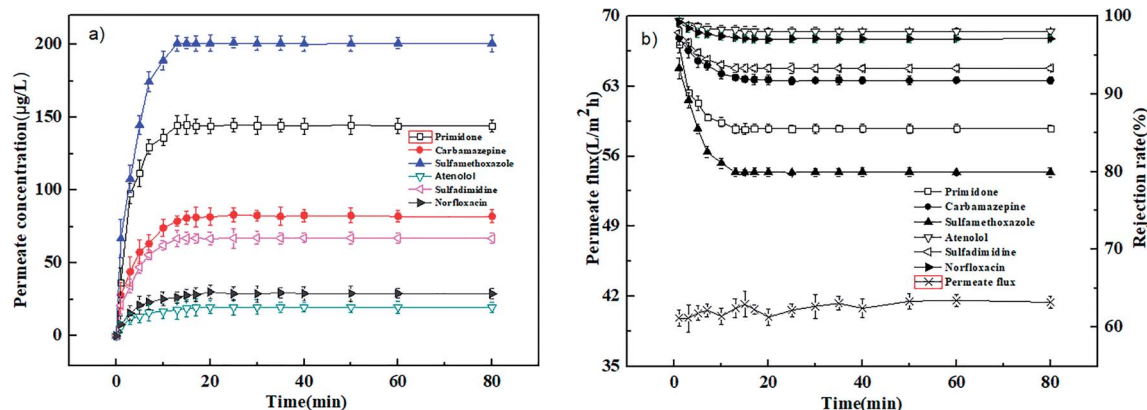 a)
200
150
100
50
0
Permeate concentration(μg/L)
Primidone
Carbamazepine
Sulfamethoxazole
Atenolol
Sulfadimidine
Norfloxacin
0 20 40 60 80
Time(min)
b)
70
63
56
49
42
35
Permeate flux(L/m²h)
Primidone
Carbamazepine
Sulfamethoxazole
Atenolol
Sulfadimidine
Norfloxacin
Permeate flux
100
90
80
70
60
Rejection rate(%)
0 20 40 60 80
Time(min)